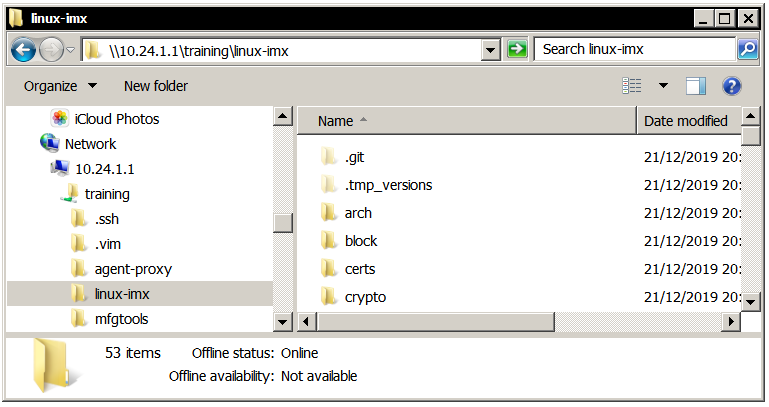 linux-imx
\\10.24.1.1\training\linux-imx
Search linux-imx
Organize
New folder
iCloud Photos
Network
10.24.1.1
training
.ssh
.vim
agent-proxy
linux-imx
mfgtools
Name Date modified
.git 21/12/2019 20:
.tmp_versions 21/12/2019 20:
arch 21/12/2019 20:
block 21/12/2019 20:
certs 21/12/2019 20:
crypto 21/12/2019 20:
53 items Offline status: Online
Offline availability: Not available